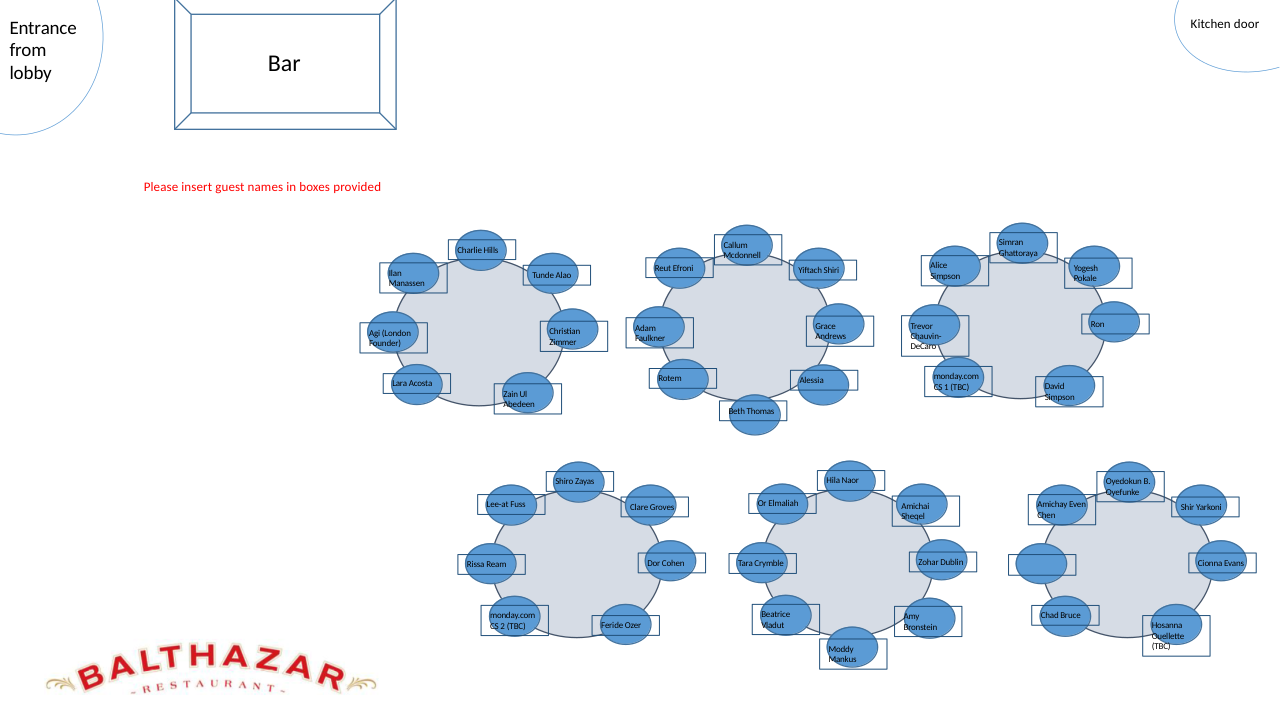 Entrance
from
lobby
Bar
Kitchen door
Please insert guest names in boxes provided
Charlie Hills
Ilan
Manassen
Tunde Alao
Agi (London
Founder)
Christian
Zimmer
Lara Acosta
Zain Ul
Abedeen
Callum
Mcdonnell
Reut Efroni
Yiftach Shiri
Adam
Faulkner
Grace
Andrews
Rotem
Alessia
Beth Thomas
Simran
Ghattoraya
Alice
Simpson
Yogesh
Pokale
Trevor
Chauvin-
DeCaro
Ron
monday.com
CS 1 (TBC)
David
Simpson
Shiro Zayas
Lee-at Fuss
Clare Groves
Rissa Ream
Dor Cohen
monday.com
CS 2 (TBC)
Feride Ozer
Hila Naor
Or Elmaliah
Amichai
Sheqel
Tara Crymble
Zohar Dublin
Beatrice
Vladut
Amy
Bronstein
Moddy
Mankus
Oyedokun B.
Oyefunke
Amichay Even
Chen
Shir Yarkoni
Cionna Evans
Chad Bruce
Hosanna
Ouellette
(TBC)
BALTHAZAR
- RESTAURANT -